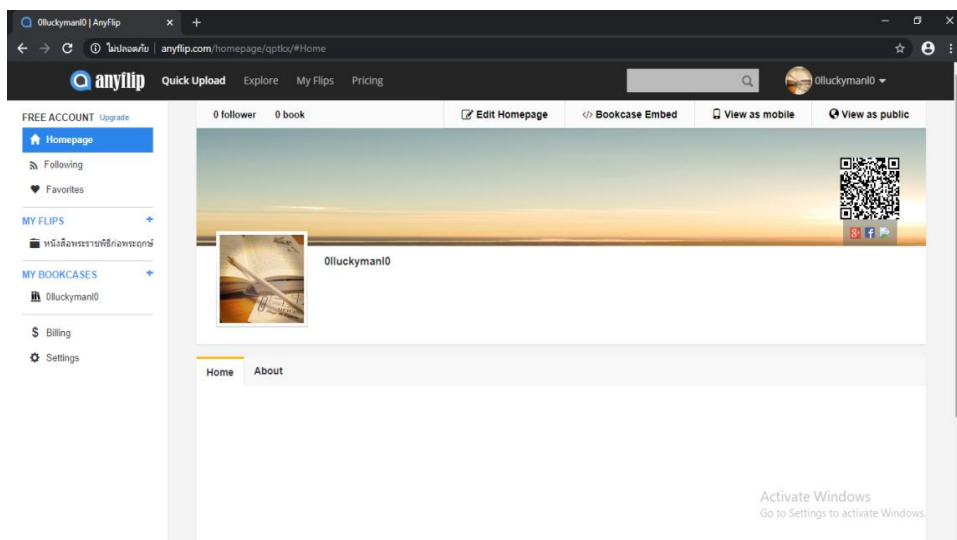 0lluckymanl0 | AnyFlip
ไม่ปลอดภัย | anyflip.com/homepage/qptkx/#Home
anyflip Quick Upload Explore My Flips Pricing 0lluckymanl0
FREE ACCOUNT Upgrade
0 follower 0 book Edit Homepage </> Bookcase Embed View as mobile View as public
Homepage
Following
Favorites
MY FLIPS +
หนังสือพระราชพิธีก่อพระฤกษ์
MY BOOKCASES +
0lluckymanl0
0lluckymanl0
$ Billing
Settings
Home About
Activate Windows
Go to Settings to activate Windows.